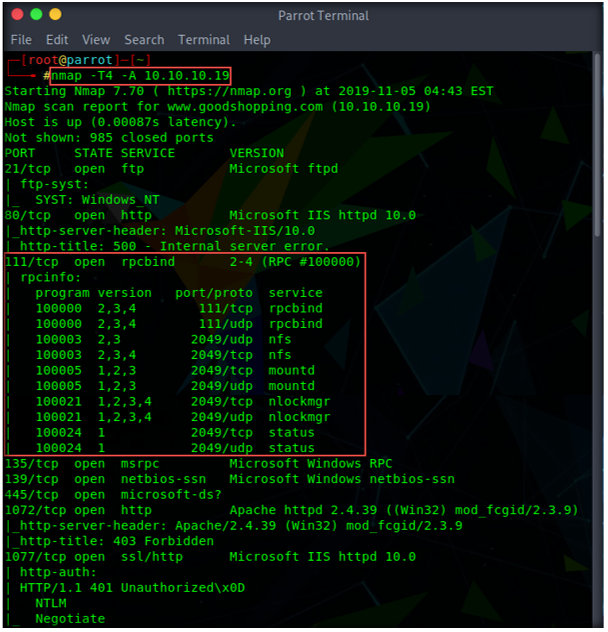 Parrot Terminal
File Edit View Search Terminal Help
[root@parrot]-[~]
#nmap -T4 -A 10.10.10.19
Starting Nmap 7.70 ( https://nmap.org ) at 2019-11-05 04:43 EST
Nmap scan report for www.goodshopping.com (10.10.10.19)
Host is up (0.00087s latency).
Not shown: 985 closed ports
PORT STATE SERVICE VERSION
21/tcp open ftp Microsoft ftpd
| ftp-syst:
|_ SYST: Windows_NT
80/tcp open http Microsoft IIS httpd 10.0
|_http-server-header: Microsoft-IIS/10.0
|_http-title: 500 - Internal server error.
111/tcp open rpcbind 2-4 (RPC #100000)
| rpcinfo:
| program version port/proto service
| 100000 2,3,4 111/tcp rpcbind
| 100000 2,3,4 111/udp rpcbind
| 100003 2,3 2049/udp nfs
| 100003 2,3,4 2049/tcp nfs
| 100005 1,2,3 2049/tcp mountd
| 100005 1,2,3 2049/udp mountd
| 100021 1,2,3,4 2049/tcp nlockmgr
| 100021 1,2,3,4 2049/udp nlockmgr
| 100024 1 2049/tcp status
| 100024 1 2049/udp status
135/tcp open msrpc Microsoft Windows RPC
139/tcp open netbios-ssn Microsoft Windows netbios-ssn
445/tcp open microsoft-ds?
1072/tcp open http Apache httpd 2.4.39 ((Win32) mod_fcgid/2.3.9)
|_http-server-header: Apache/2.4.39 (Win32) mod_fcgid/2.3.9
|_http-title: 403 Forbidden
1077/tcp open ssl/http Microsoft IIS httpd 10.0
| http-auth:
| HTTP/1.1 401 Unauthorized\x0D
| NTLM
|_ Negotiate